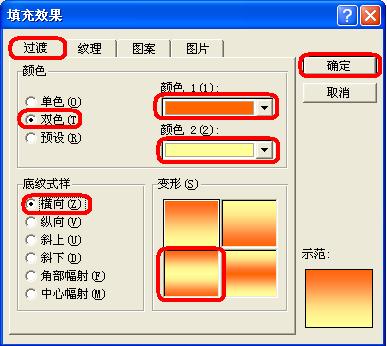 填充效果
过渡 纹理 图案 图片
确定
取消
颜色
单色(O)
双色(T
预设(R)
颜色 1(1):
颜色 2(2):
底纹式样
横向(Z)
纵向(V)
斜上(U)
斜下(D)
角部幅射(F)
中心幅射(M)
变形(S)
示范: